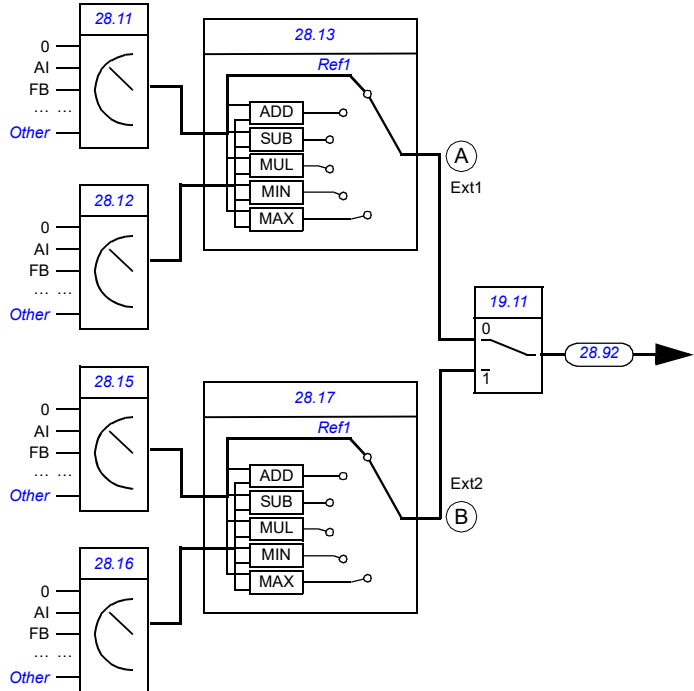 28.11
0
AI
FB
... ...
Other
28.12
0
AI
FB
... ...
Other
28.13
Ref1
ADD
SUB
MUL
MIN
MAX
A
Ext1
19.11
0
1
28.92
28.15
0
AI
FB
... ...
Other
28.16
0
AI
FB
... ...
Other
28.17
Ref1
ADD
SUB
MUL
MIN
MAX
Ext2
B